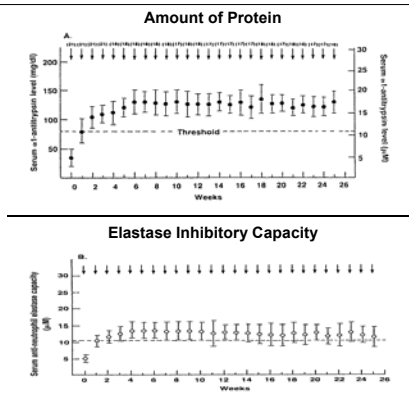 Amount of Protein
A.
Serum α1-antitrypsin level (mg/dl)
200
150
100
50
Serum α1-antitrypsin level (µM)
30
25
20
15
10
5
Threshold
0 2 4 6 8 10 12 14 16 18 20 22 24 26
Weeks
Elastase Inhibitory Capacity
B.
Serum anti-neutrophil elastase capacity (µM)
30
25
20
15
10
5
0 2 4 6 8 10 11 12 14 16 18 20 22 24 26
Weeks